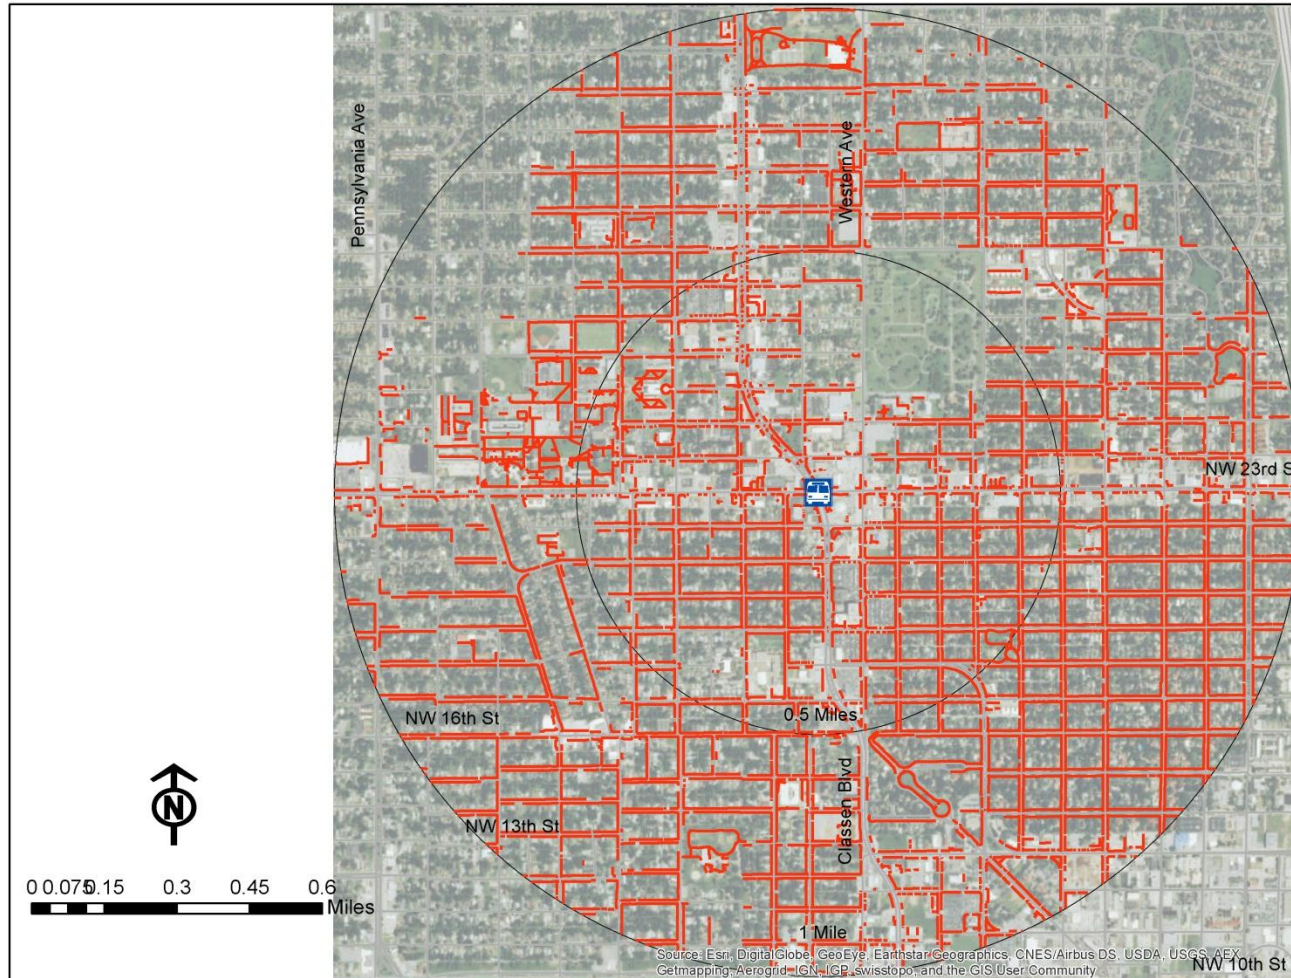 Pennsylvania Ave
Western Ave
NW 23rd S
0.5 Miles
NW 16th St
Classen Blvd
NW 13th St
N
0 0.075 0.15 0.3 0.45 0.6
Miles
1 Mile
Source: Esri, DigitalGlobe, GeoEye, Earthstar Geographics, CNES/Airbus DS, USDA, USGS, AEX,
Getmapping, Aerogrid, IGN, IGP, swisstopo, and the GIS User Community
NW 10th St